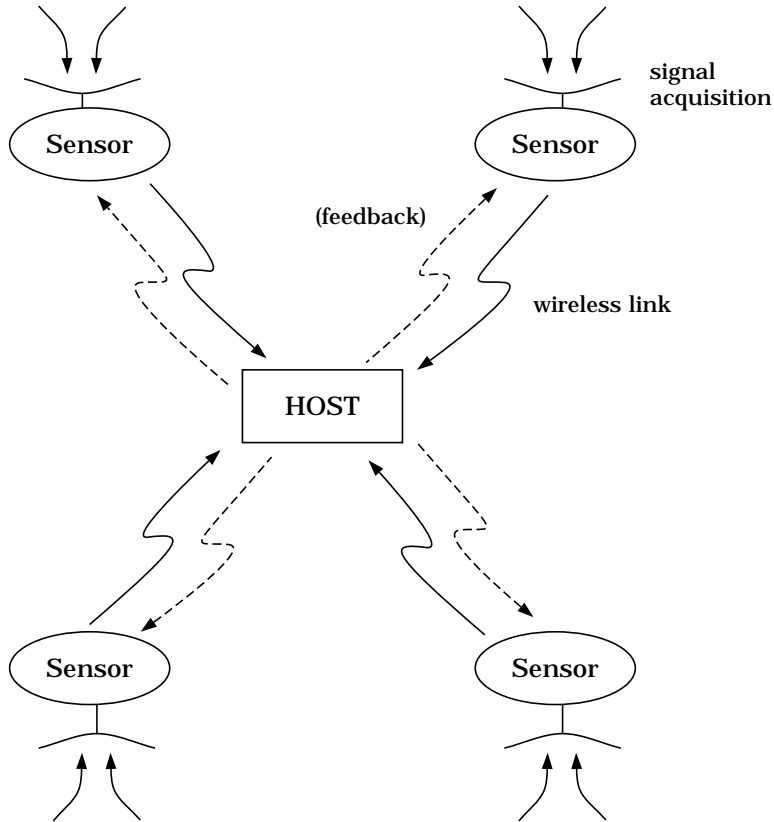 signal
acquisition
Sensor
Sensor
(feedback)
wireless link
HOST
Sensor
Sensor